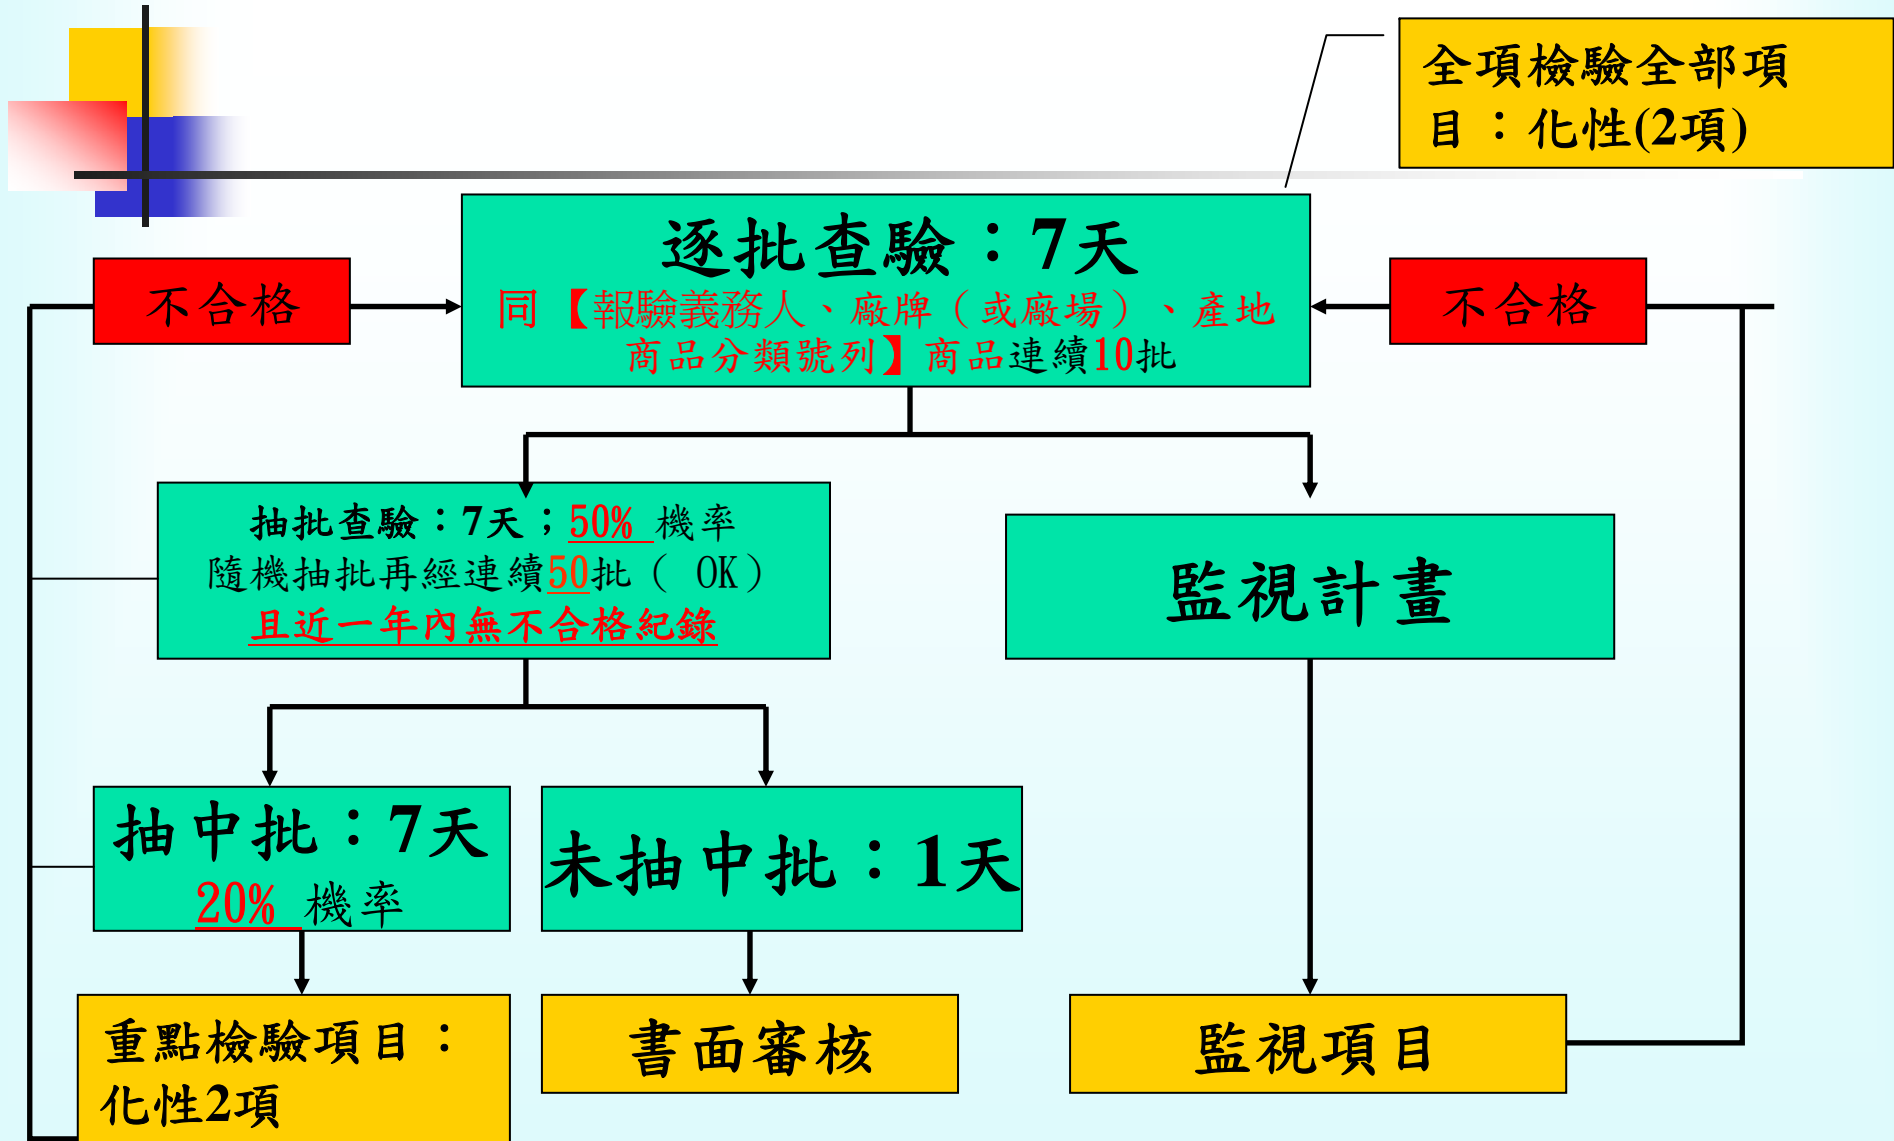 全項檢驗全部項
目：化性(2項)
逐批查驗：7天
同【報驗義務人、廠牌（或廠場）、產地
商品分類號列】商品連續10批
不合格
不合格
抽批查驗：7天；50% 機率
隨機抽批再經連續50批（ OK）
且近一年內無不合格紀錄
監視計畫
抽中批：7天
20% 機率
未抽中批：1天
重點檢驗項目：
化性2項
書面審核
監視項目